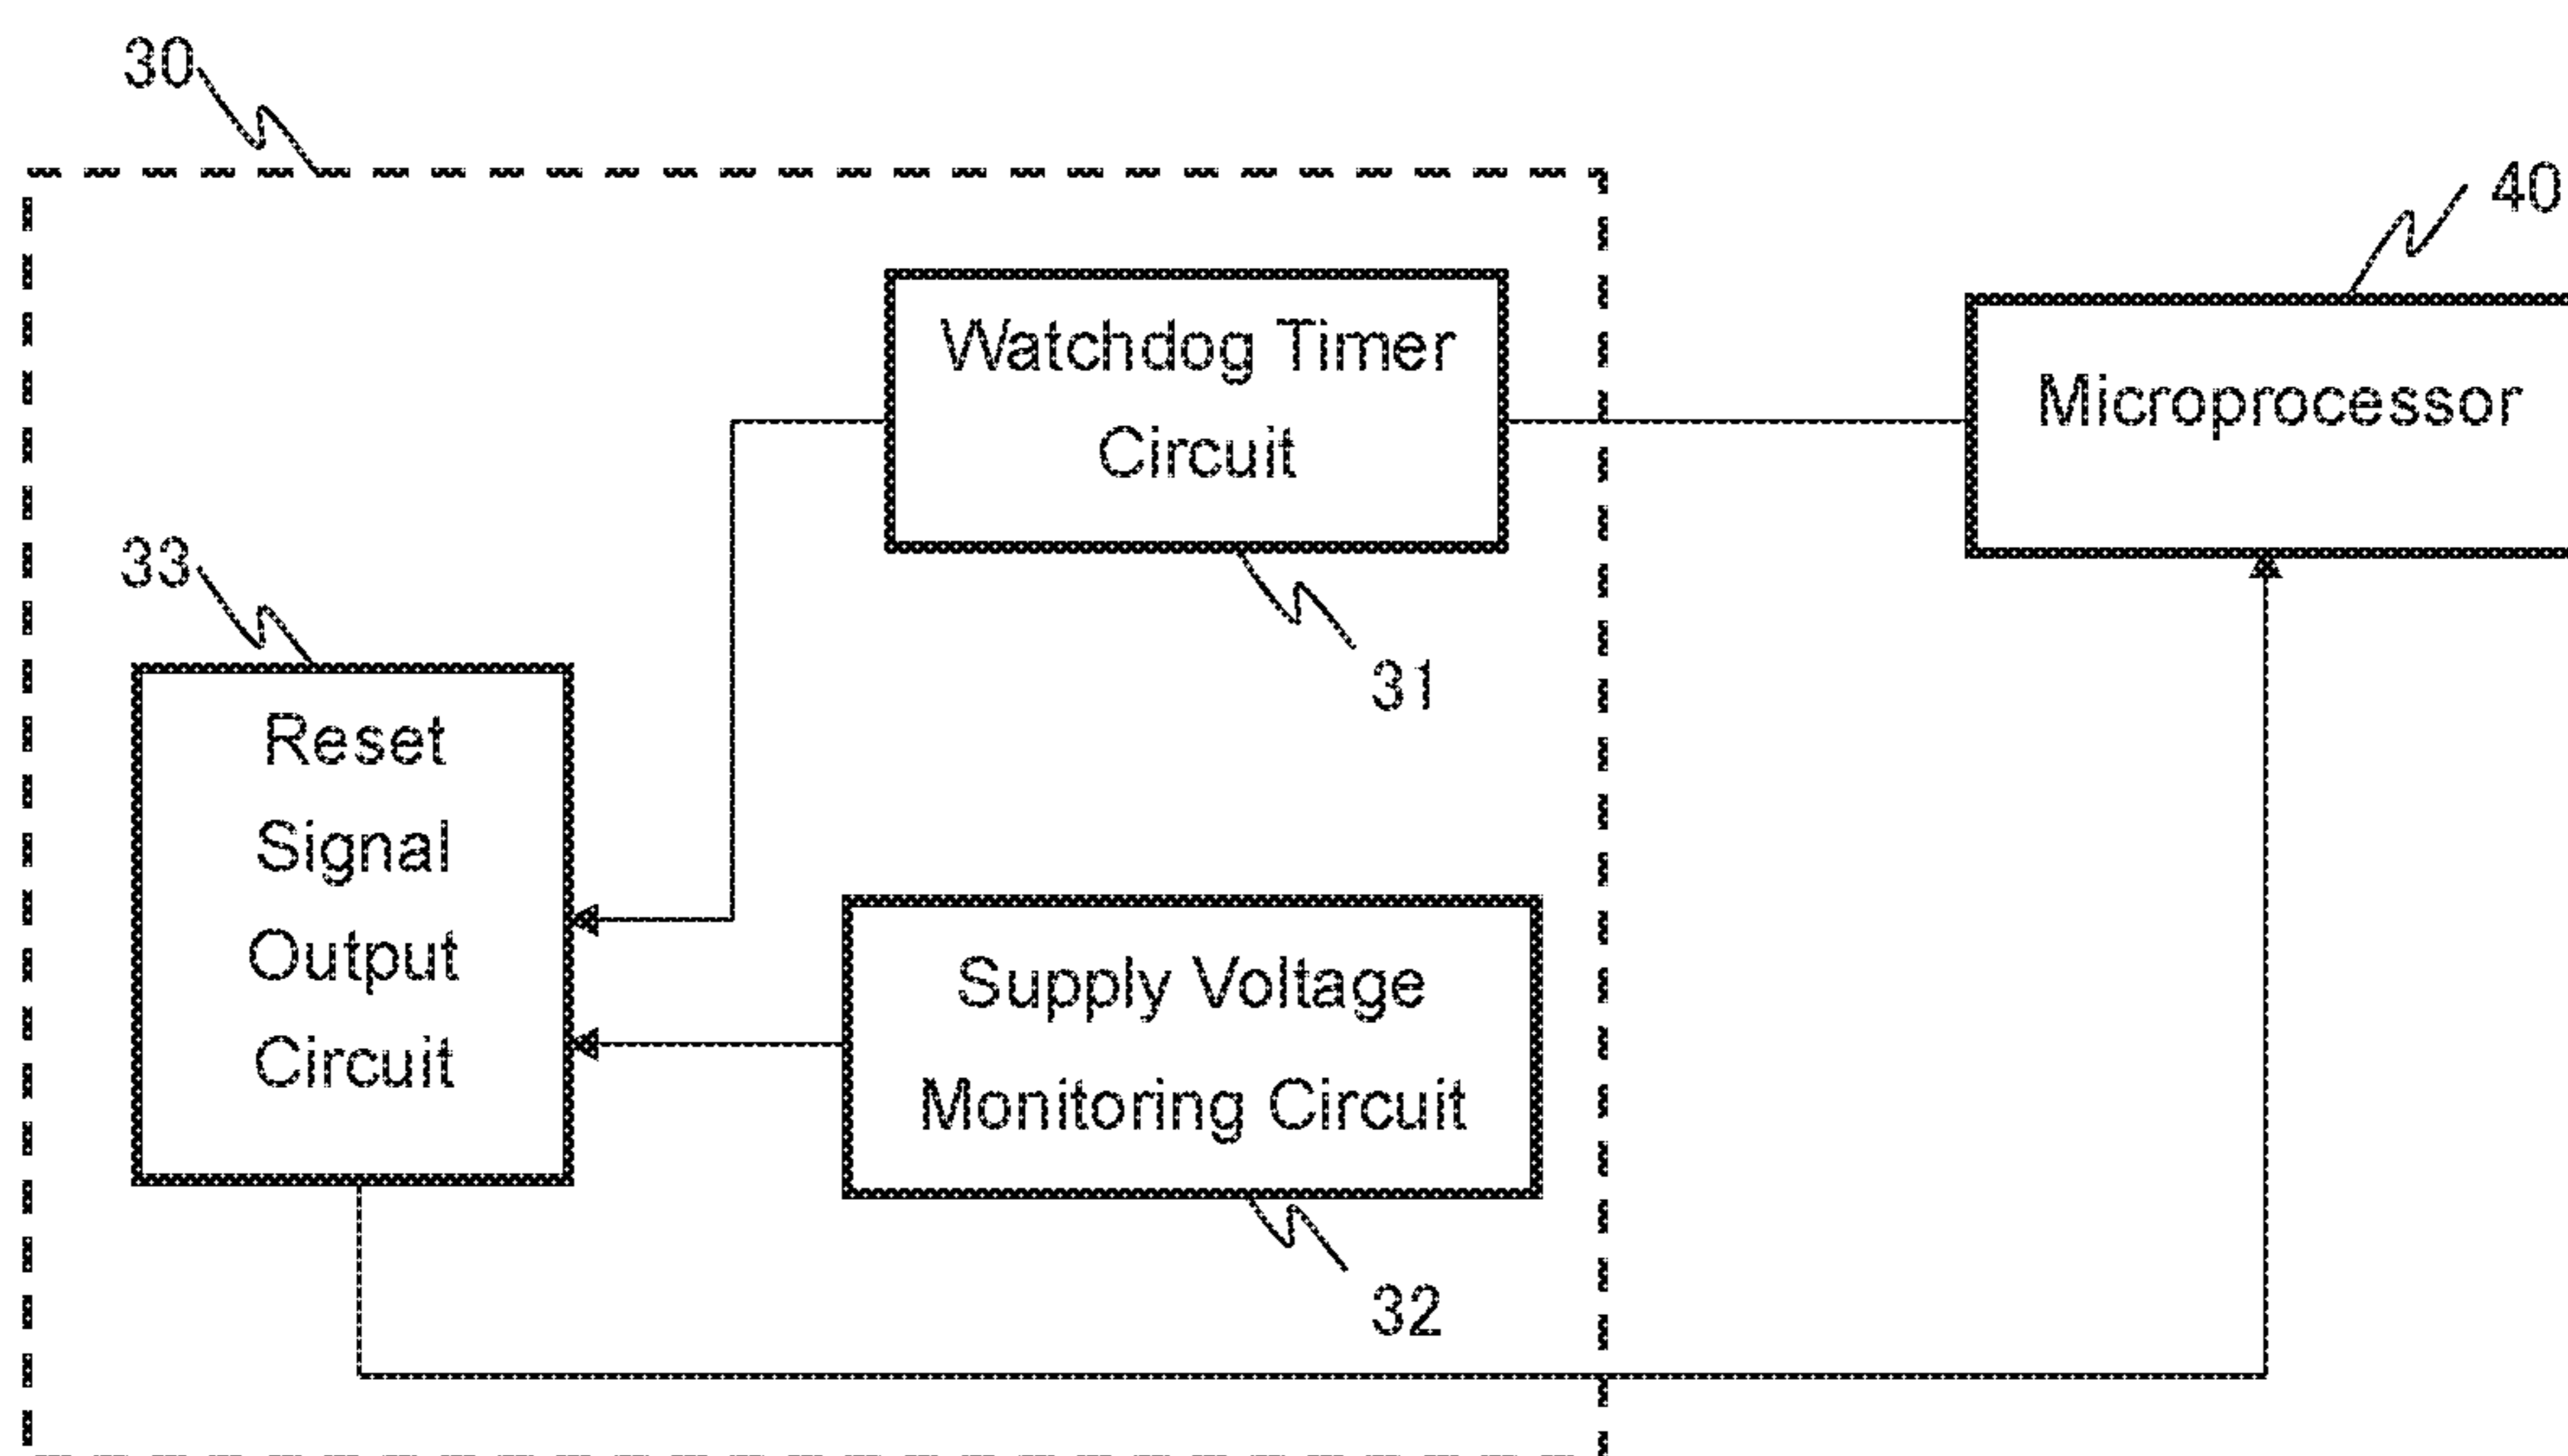 30
40
Watchdog Timer
Circuit
Microprocessor
31
33
Reset
Signal
Output
Circuit
Supply Voltage
Monitoring Circuit
32